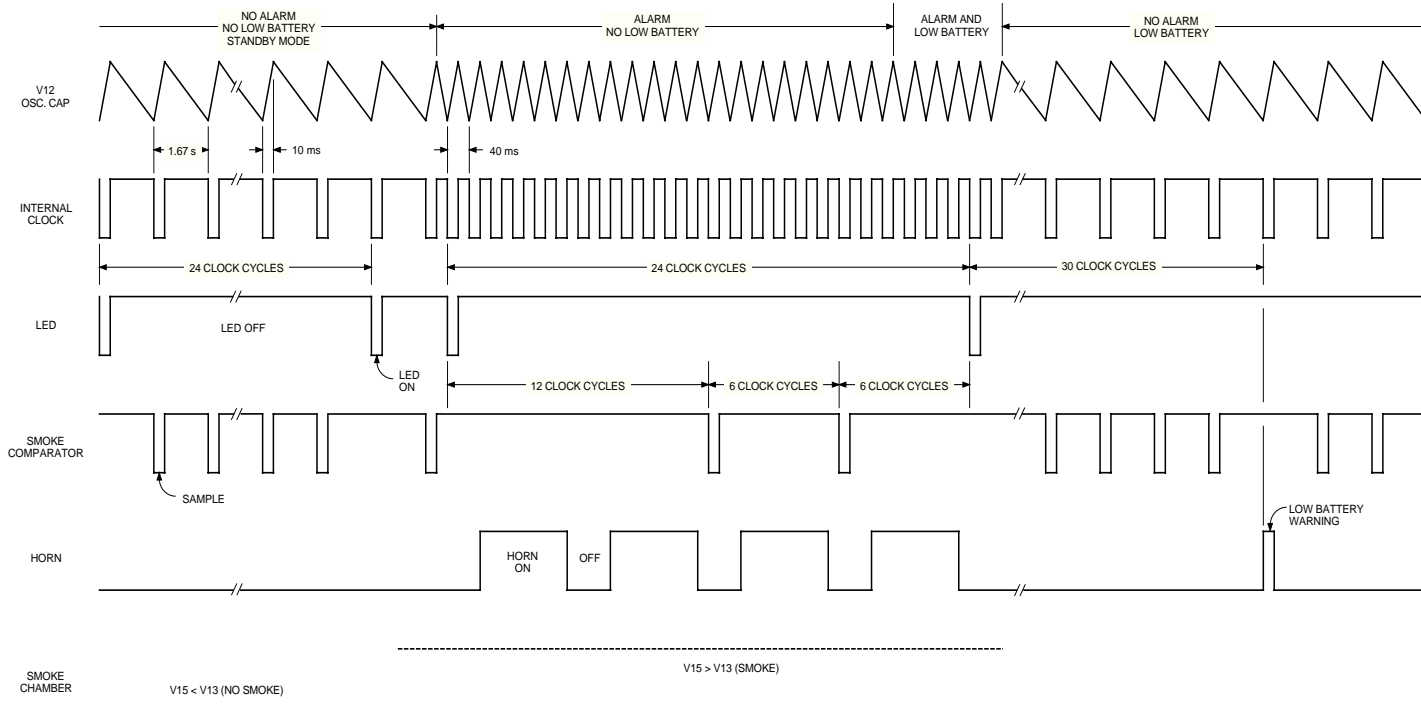 NO ALARM
NO LOW BATTERY
STANDBY MODE
ALARM
NO LOW BATTERY
ALARM AND
LOW BATTERY
NO ALARM
LOW BATTERY
V12
OSC. CAP
1.67 s
10 ms
40 ms
INTERNAL
CLOCK
24 CLOCK CYCLES
24 CLOCK CYCLES
30 CLOCK CYCLES
LED
LED OFF
LED
ON
12 CLOCK CYCLES
6 CLOCK CYCLES
6 CLOCK CYCLES
SMOKE
COMPARATOR
SAMPLE
LOW BATTERY
WARNING
HORN
HORN
ON
OFF
V15 > V13 (SMOKE)
SMOKE
CHAMBER
V15 < V13 (NO SMOKE)